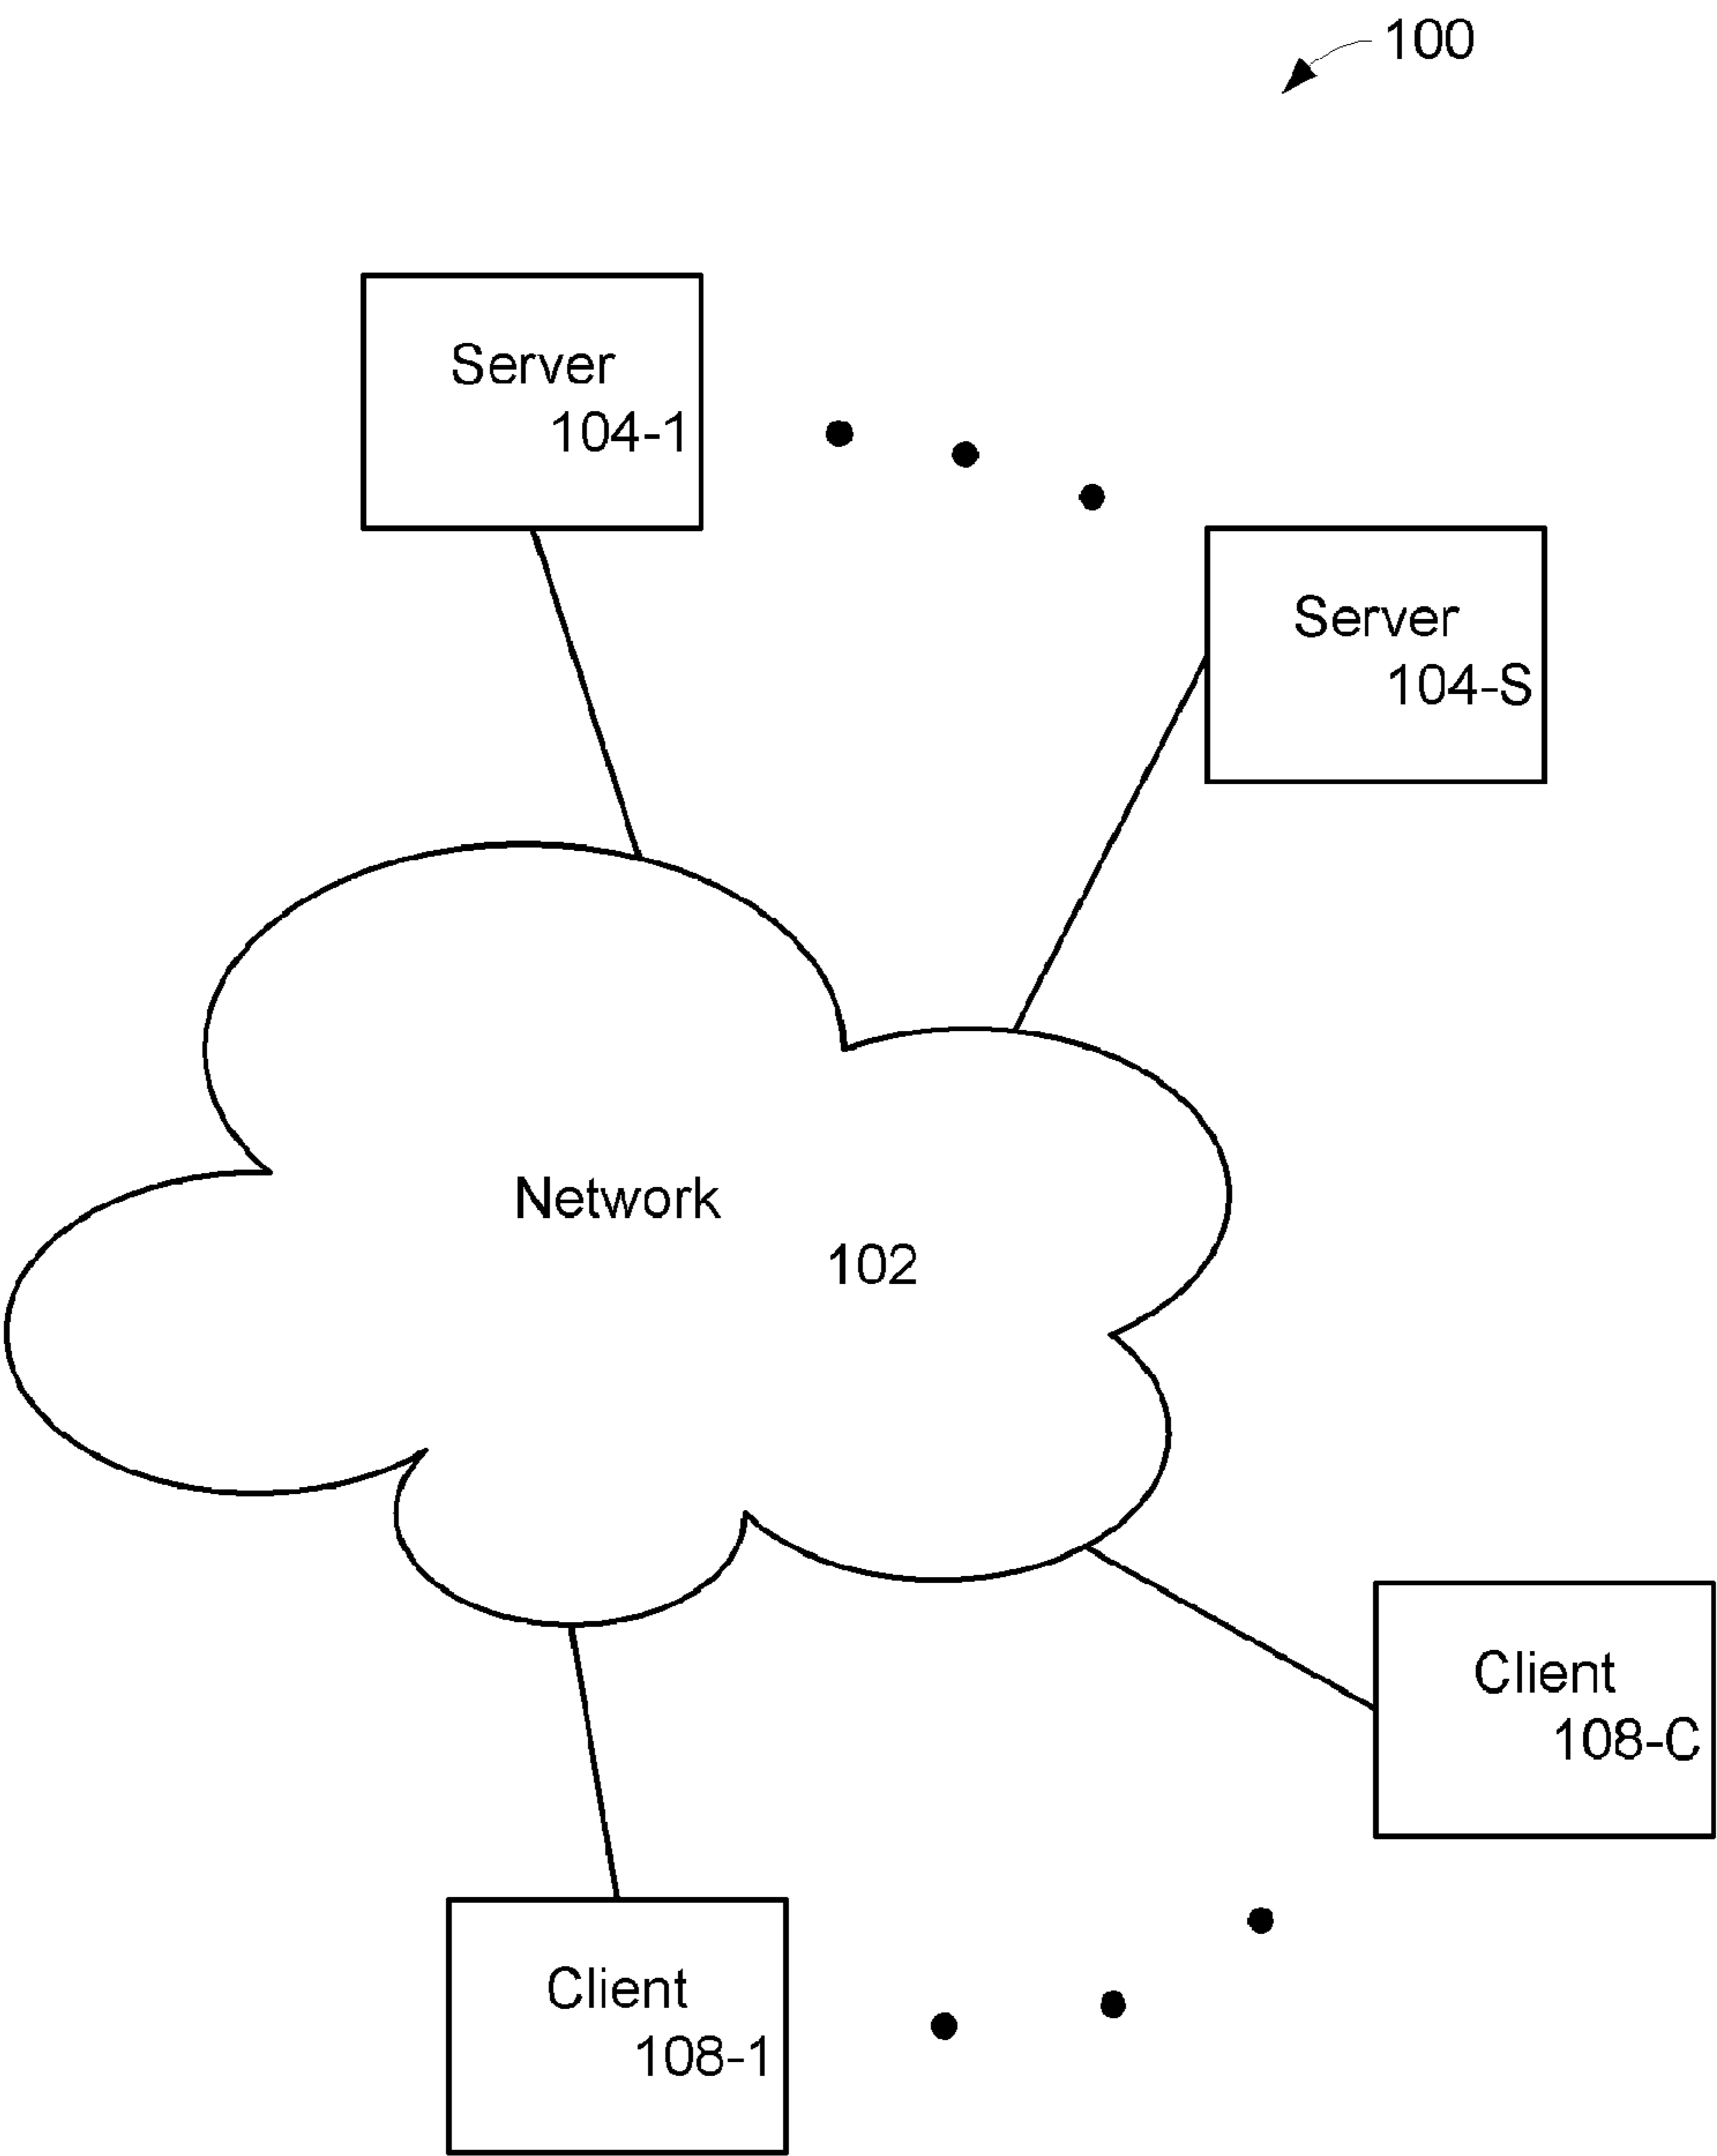 100
Server
104-1
Server
104-S
Network
102
Client
108-C
Client
108-1